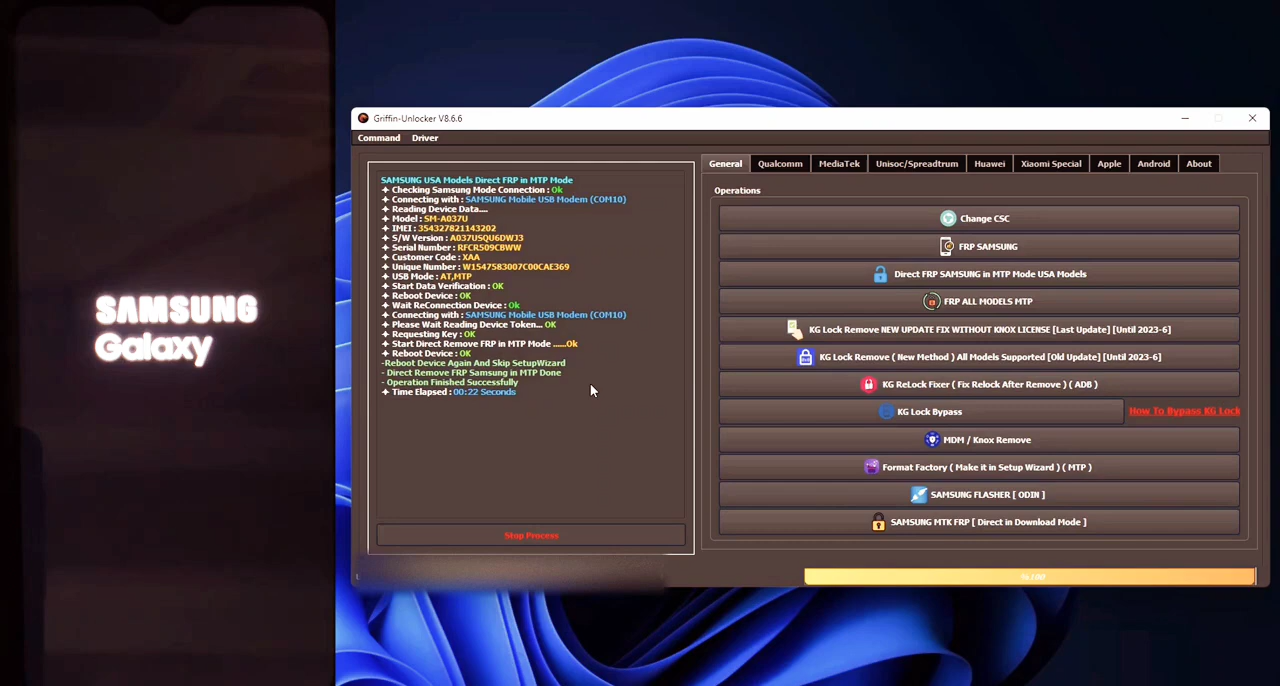 SAMSUNG
Galaxy
Griffin-Unlocker V8.6.6
Command Driver
SAMSUNG USA Models Direct FRP in MTP Mode
✦ Checking Samsung Mode Connection : Ok
✦ Connecting with : SAMSUNG Mobile USB Modem (COM10)
✦ Reading Device Data....
✦ Model : SM-A037U
✦ IMEI : 354327821143202
✦ S/W Version : A037USQU6DWJ3
✦ Serial Number : RFCR509CBWW
✦ Customer Code : XAA
✦ Unique Number : W1547583007C00CAE369
✦ USB Mode : AT,MTP
✦ Start Data Verification : OK
✦ Reboot Device : OK
✦ Wait ReConnection Device : Ok
✦ Connecting with : SAMSUNG Mobile USB Modem (COM10)
✦ Please Wait Reading Device Token... OK
✦ Requesting Key : OK
✦ Start Direct Remove FRP in MTP Mode ......Ok
✦ Reboot Device : OK
-Reboot Device Again And Skip SetupWizard
- Direct Remove FRP Samsung in MTP Done
- Operation Finished Successfully
✦ Time Elapsed : 00:22 Seconds
Stop Process
General Qualcomm MediaTek Unisoc/Spreadtrum Huawei Xiaomi Special Apple Android About
Operations
Change CSC
FRP SAMSUNG
Direct FRP SAMSUNG in MTP Mode USA Models
FRP ALL MODELS MTP
KG Lock Remove NEW UPDATE FIX WITHOUT KNOX LICENSE [Last Update] [Until 2023-6]
KG Lock Remove ( New Method ) All Models Supported [Old Update] [Until 2023-6]
KG ReLock Fixer ( Fix Relock After Remove ) ( ADB )
KG Lock Bypass How To Bypass KG Lock
MDM / Knox Remove
Format Factory ( Make it in Setup Wizard ) ( MTP )
SAMSUNG FLASHER [ ODIN ]
SAMSUNG MTK FRP [ Direct in Download Mode ]